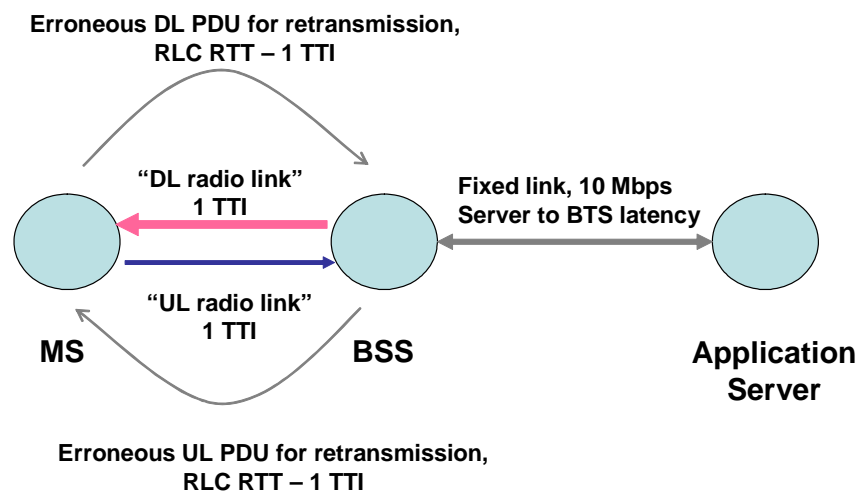 Erroneous DL PDU for retransmission,
RLC RTT – 1 TTI
“DL radio link”
1 TTI
Fixed link, 10 Mbps
Server to BTS latency
“UL radio link”
1 TTI
MS
BSS
Application
Server
Erroneous UL PDU for retransmission,
RLC RTT – 1 TTI